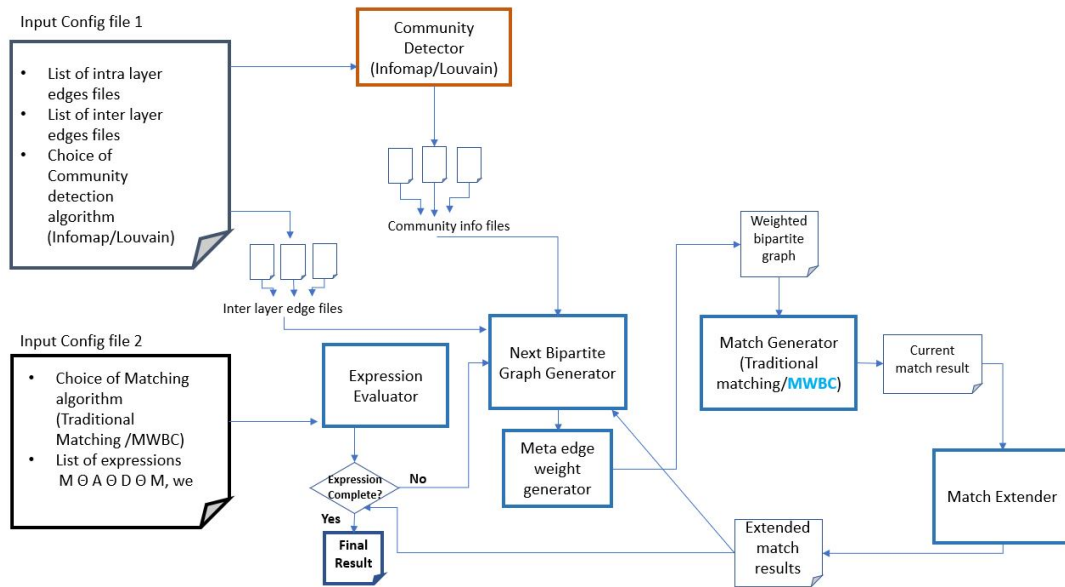 Input Config file 1
• List of intra layer
edges files
• List of inter layer
edges files
• Choice of
Community
detection
algorithm
(Infomap/Louvain)
Community
Detector
(Infomap/Louvain)
Community info files
Inter layer edge files
Weighted
bipartite
graph
Input Config file 2
• Choice of Matching
algorithm
(Traditional
Matching /MWBC)
• List of expressions
M Θ A Θ D Θ M, we
Expression
Evaluator
Next Bipartite
Graph Generator
Match Generator
(Traditional
matching/MWBC)
Current
match result
Meta edge
weight
generator
Expression
Complete?
No
Yes
Final
Result
Extended
match
results
Match Extender